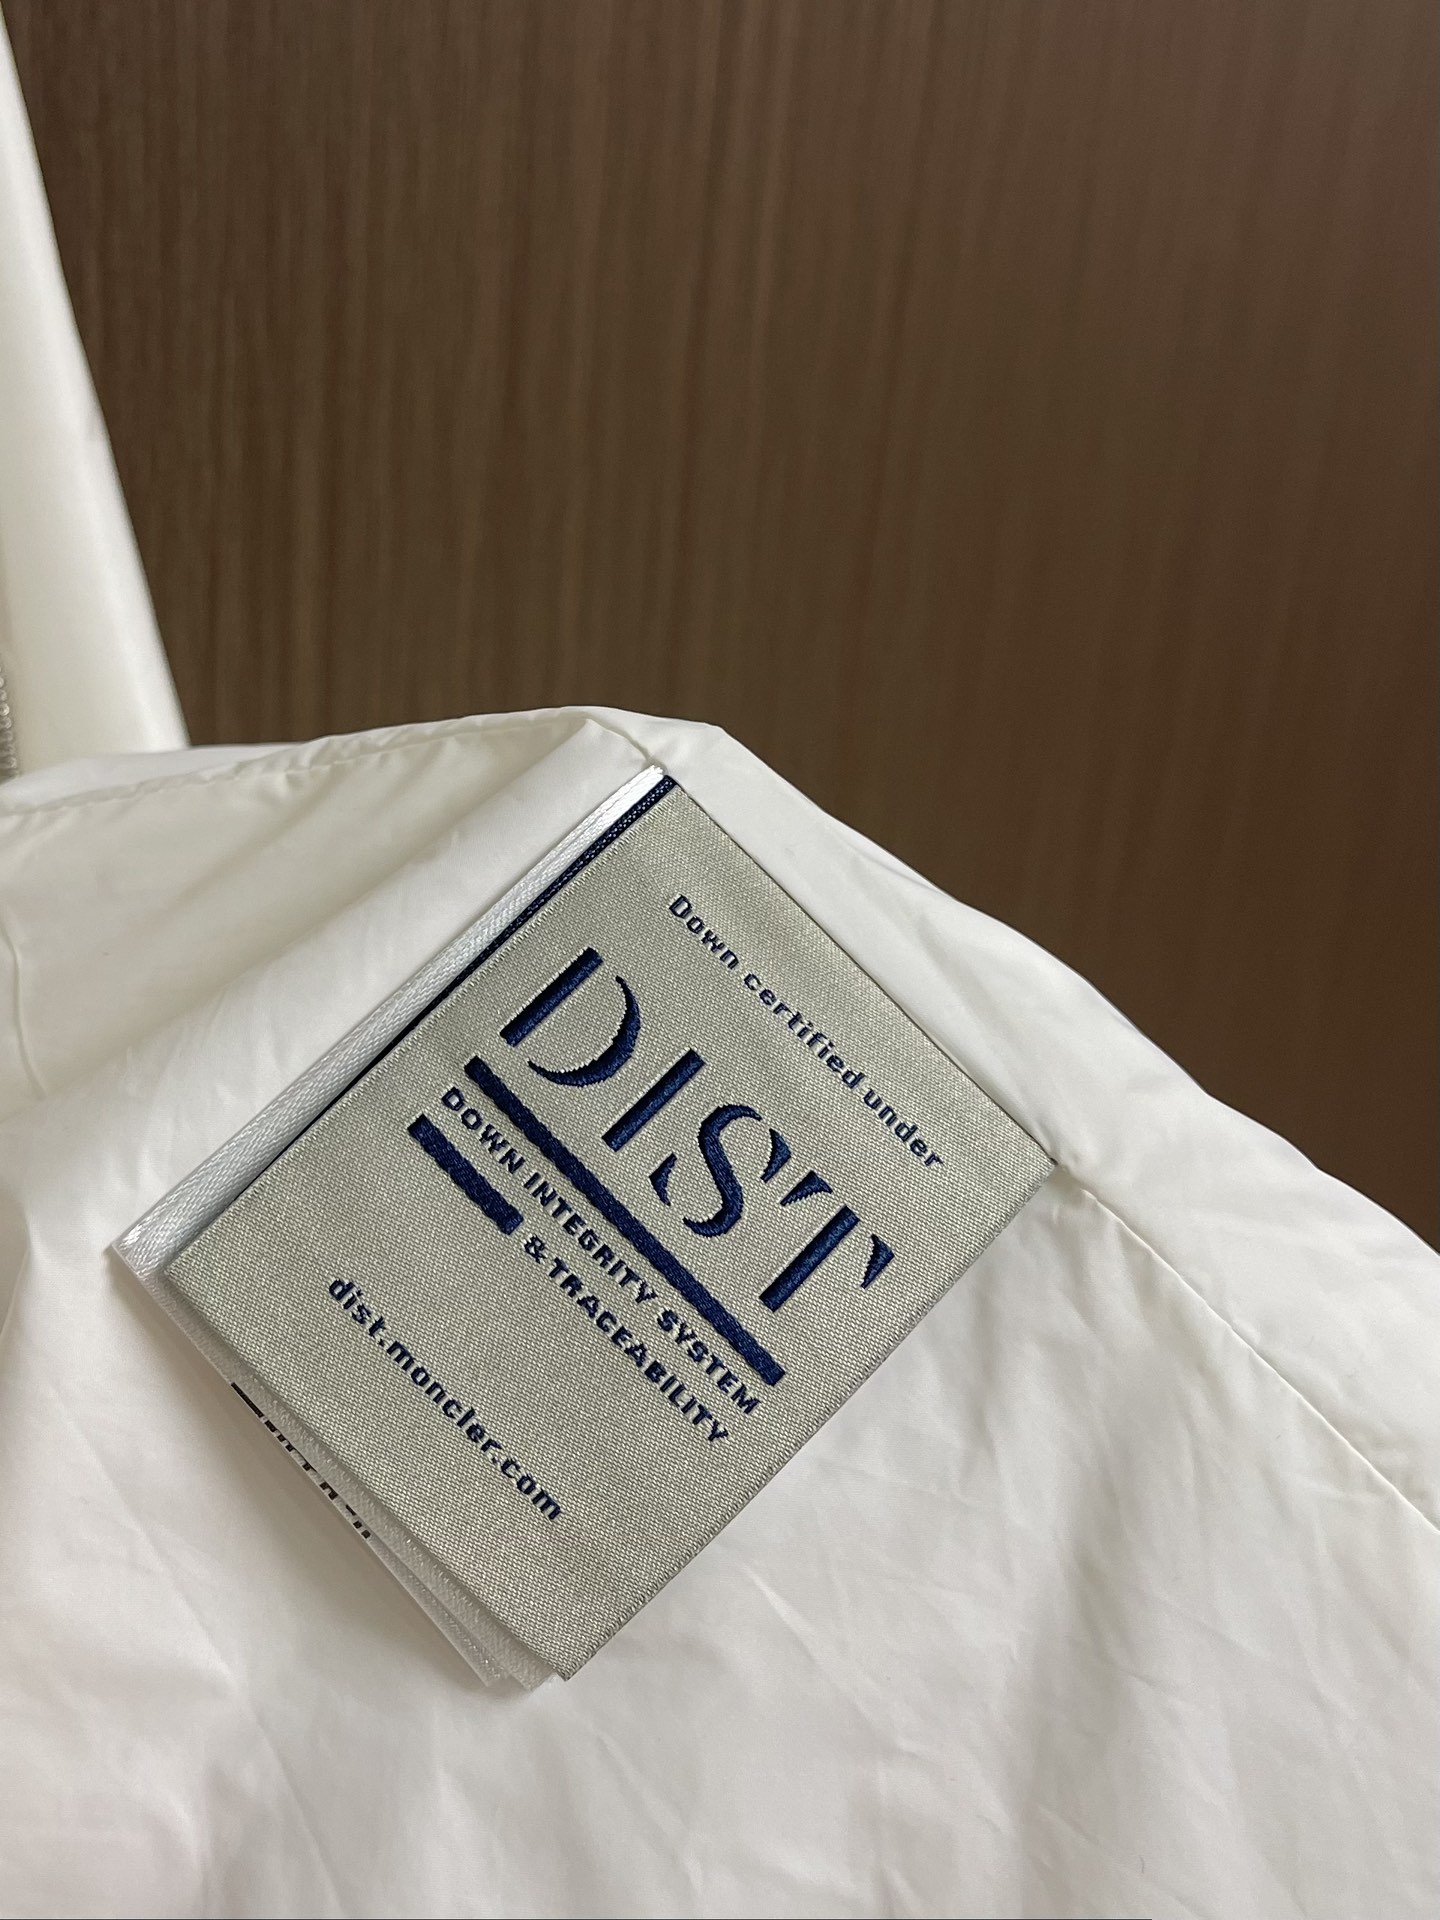 Down certified under
DIST
DOWN INTEGRITY SYSTEM
& TRACEABILITY
dist.moncler.com